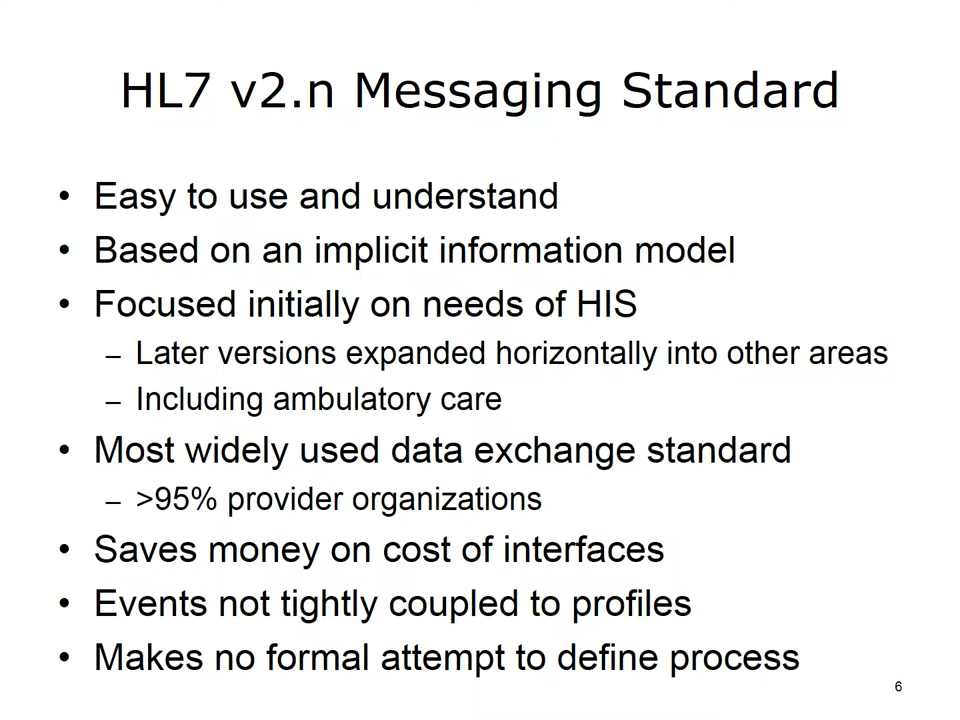 HL7 v2.n Messaging Standard
• Easy to use and understand
• Based on an implicit information model
• Focused initially on needs of HIS
– Later versions expanded horizontally into other areas
– Including ambulatory care
• Most widely used data exchange standard
– >95% provider organizations
• Saves money on cost of interfaces
• Events not tightly coupled to profiles
• Makes no formal attempt to define process
6